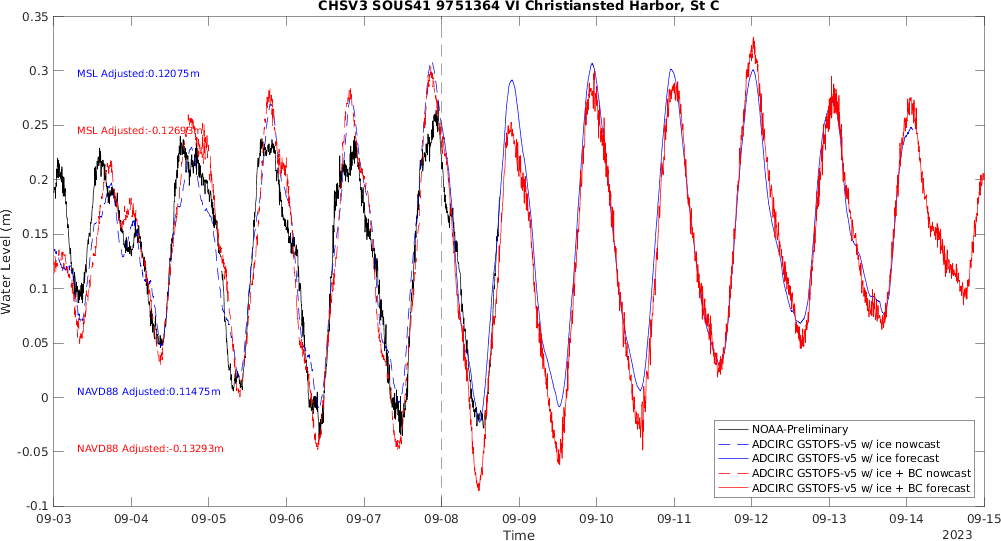 CHSV3 SOUS41 9751364 VI Christiansted Harbor, St C
0.35
0.3
0.25
0.2
0.15
0.1
0.05
0
-0.05
-0.1
Water Level (m)
MSL Adjusted:0.12075m
MSL Adjusted:-0.12693m
NAVD88 Adjusted:0.11475m
NAVD88 Adjusted:-0.13293m
NOAA-Preliminary
ADCIRC GSTOFS-v5 w/ ice nowcast
ADCIRC GSTOFS-v5 w/ ice forecast
ADCIRC GSTOFS-v5 w/ ice + BC nowcast
ADCIRC GSTOFS-v5 w/ ice + BC forecast
09-03 09-04 09-05 09-06 09-07 09-08 09-09 09-10 09-11 09-12 09-13 09-14 09-15
Time
2023